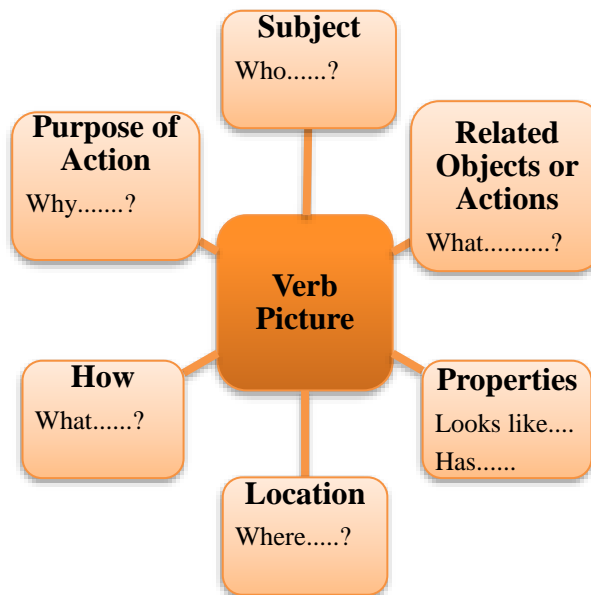 Subject
Who......?
Purpose of
Action
Why.......?
Related
Objects or
Actions
What..........?
Verb
Picture
How
What......?
Properties
Looks like....
Has......
Location
Where.....?